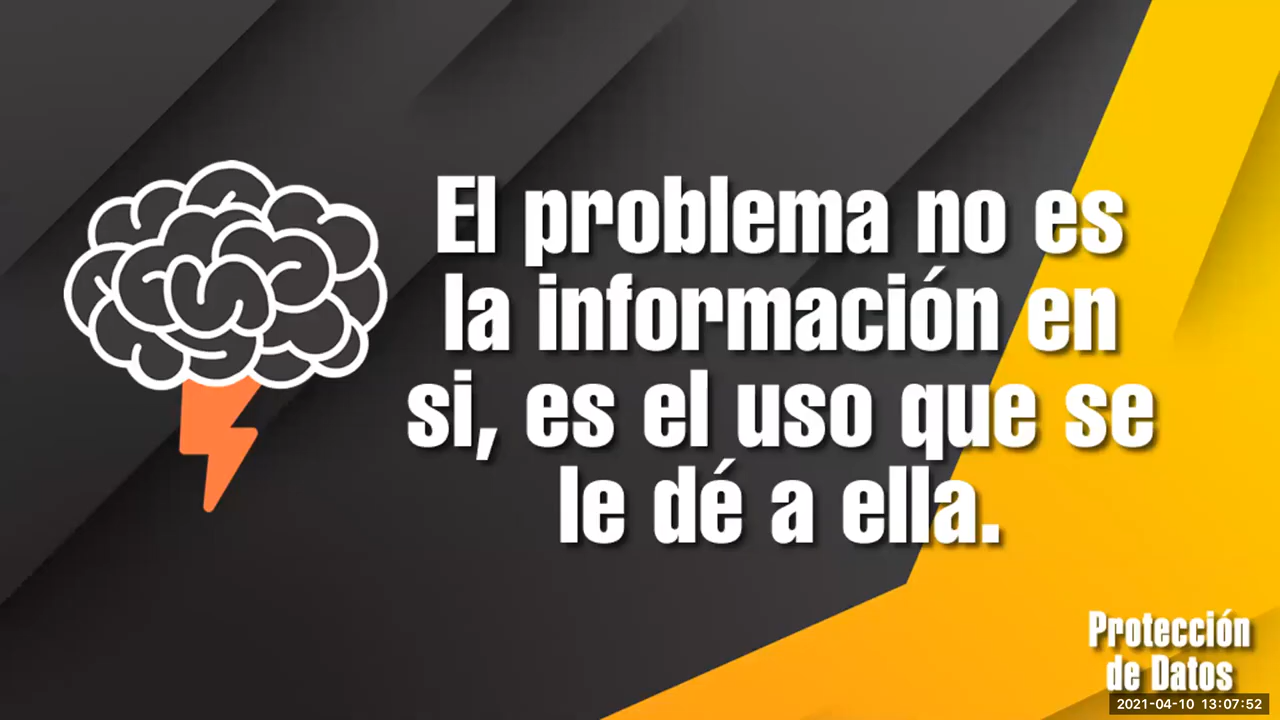 El problema no es
la información en
si, es el uso que se
le dé a ella.
Protección
de Datos
2021-04-10 13:07:52